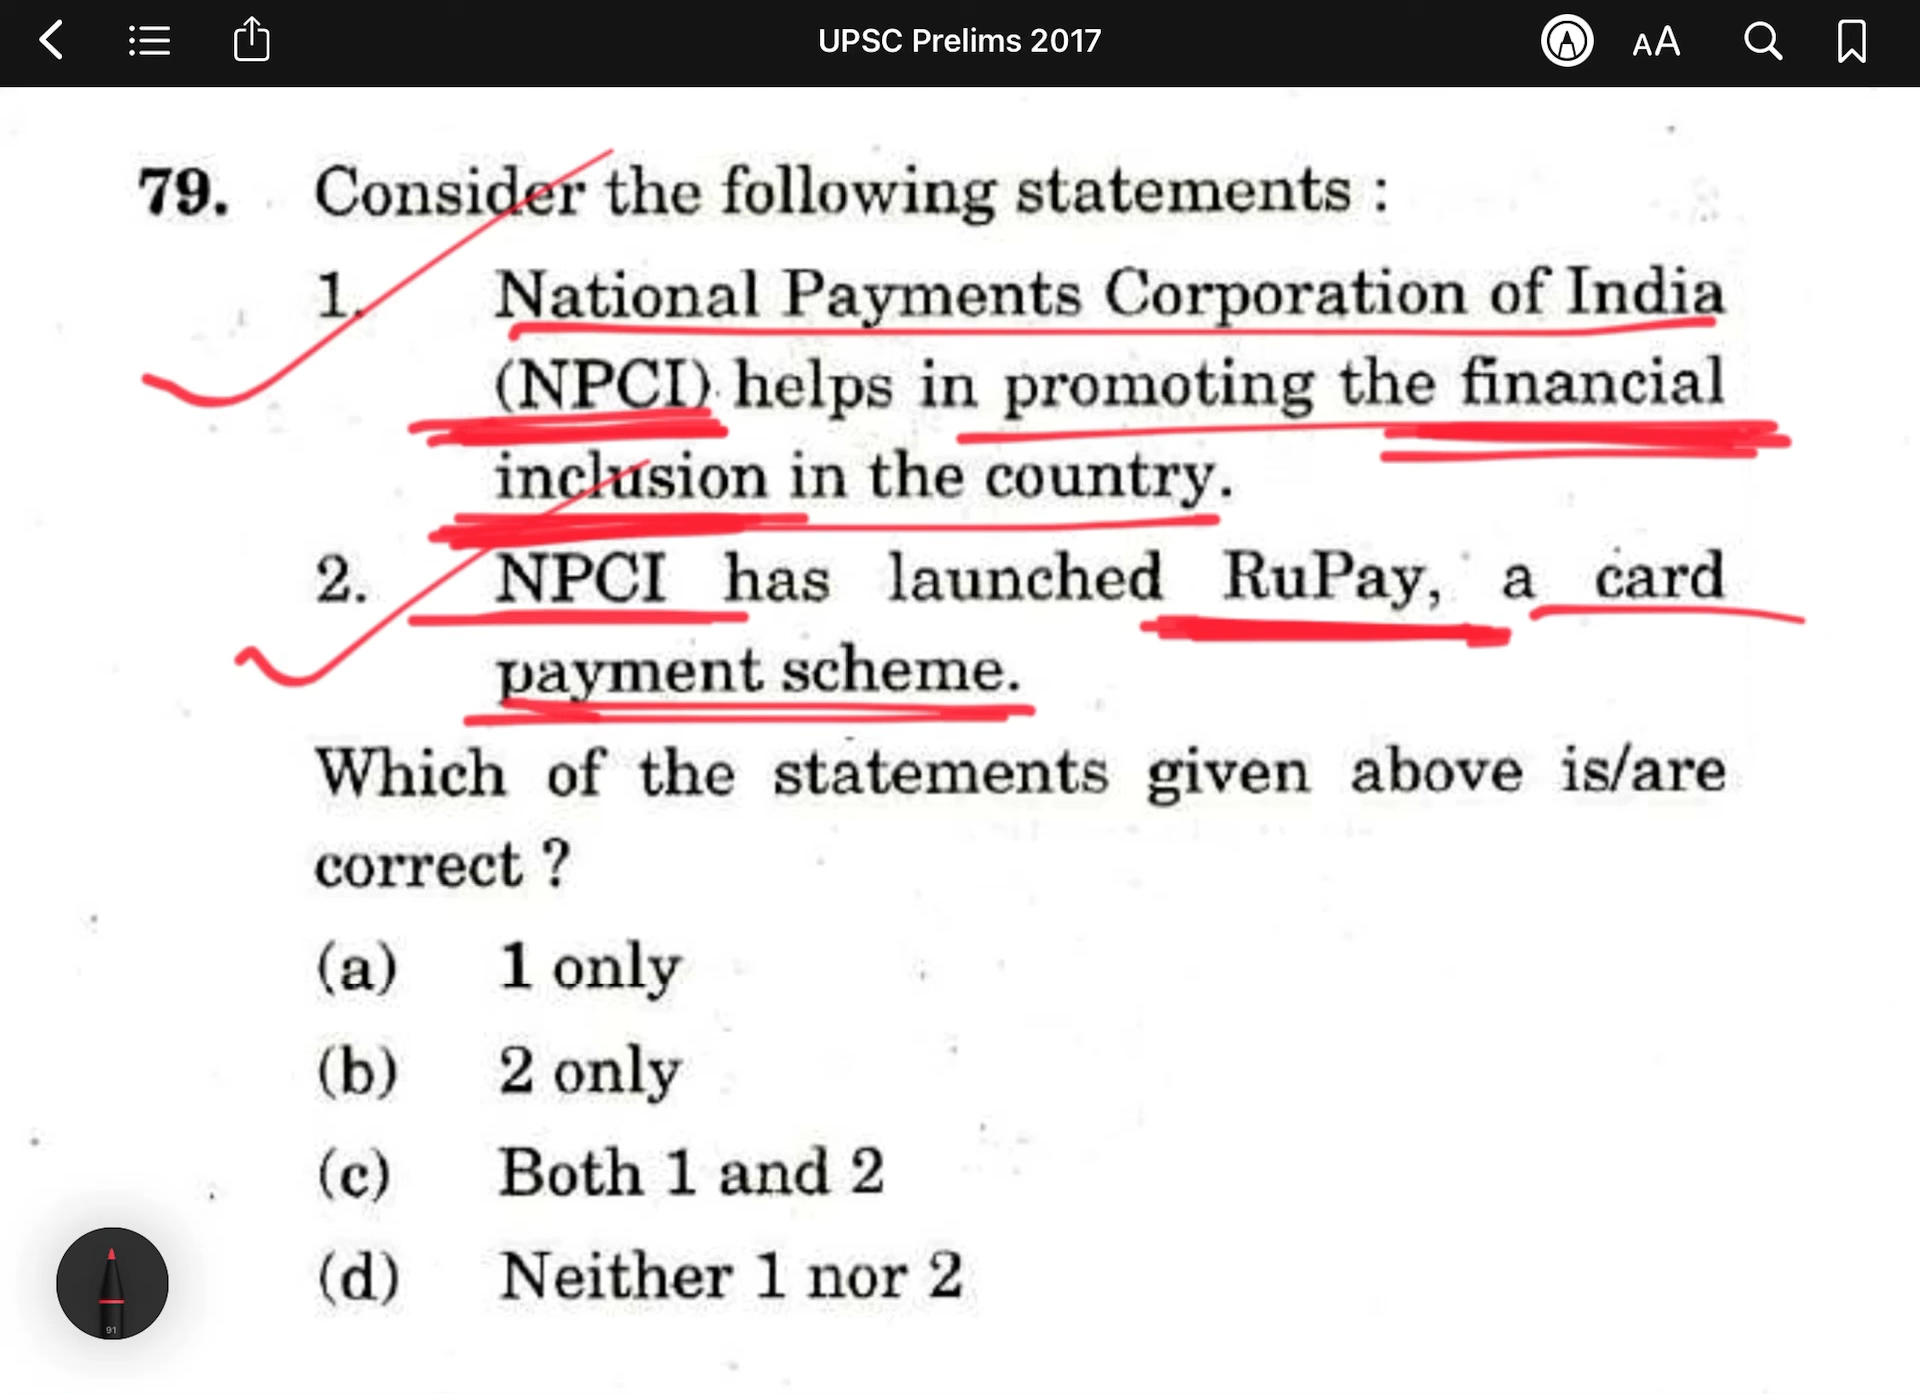 UPSC Prelims 2017
AA
79. Consider the following statements :
1. National Payments Corporation of India
(NPCI) helps in promoting the financial
inclusion in the country.
2. NPCI has launched RuPay, a card
payment scheme.
Which of the statements given above is/are
correct ?
(a) 1 only
(b) 2 only
(c) Both 1 and 2
(d) Neither 1 nor 2
91